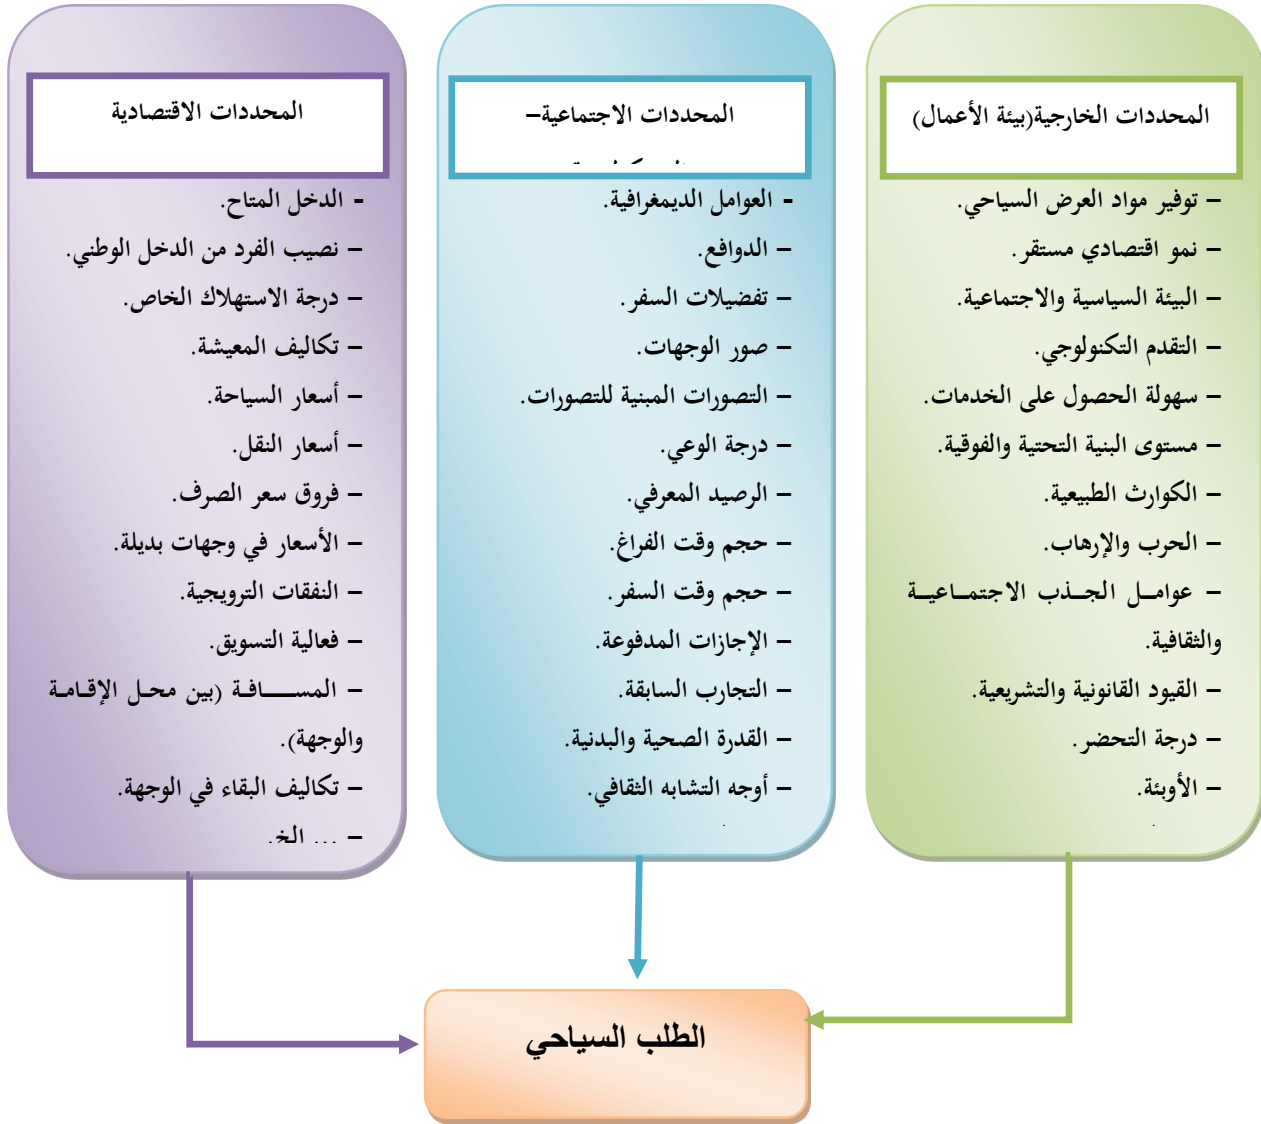 المحددات الخارجية(بيئة الأعمال)
– توفير مواد العرض السياحي.
– نمو اقتصادي مستقر.
– البيئة السياسية والاجتماعية.
– التقدم التكنولوجي.
– سهولة الحصول على الخدمات.
– مستوى البنية التحتية والفوقية.
– الكوارث الطبيعية.
– الحرب والإرهاب.
– عوامل الجذب الاجتماعية
والثقافية.
– القيود القانونية والتشريعية.
– درجة التحضر.
– الأوبئة.
المحددات الاجتماعية–
- العوامل الديمغرافية.
– الدوافع.
– تفضيلات السفر.
– صور الوجهات.
– التصورات المبنية للتصورات.
– درجة الوعي.
– الرصيد المعرفي.
– حجم وقت الفراغ.
– حجم وقت السفر.
– الإجازات المدفوعة.
– التجارب السابقة.
– القدرة الصحية والبدنية.
– أوجه التشابه الثقافي.
المحددات الاقتصادية
- الدخل المتاح.
– نصيب الفرد من الدخل الوطني.
– درجة الاستهلاك الخاص.
– تكاليف المعيشة.
– أسعار السياحة.
– أسعار النقل.
– فروق سعر الصرف.
– الأسعار في وجهات بديلة.
– النفقات الترويجية.
– فعالية التسويق.
– المسافة (بين محل الإقامة
والوجهة).
– تكاليف البقاء في الوجهة.
– ... الخ.
الطلب السياحي